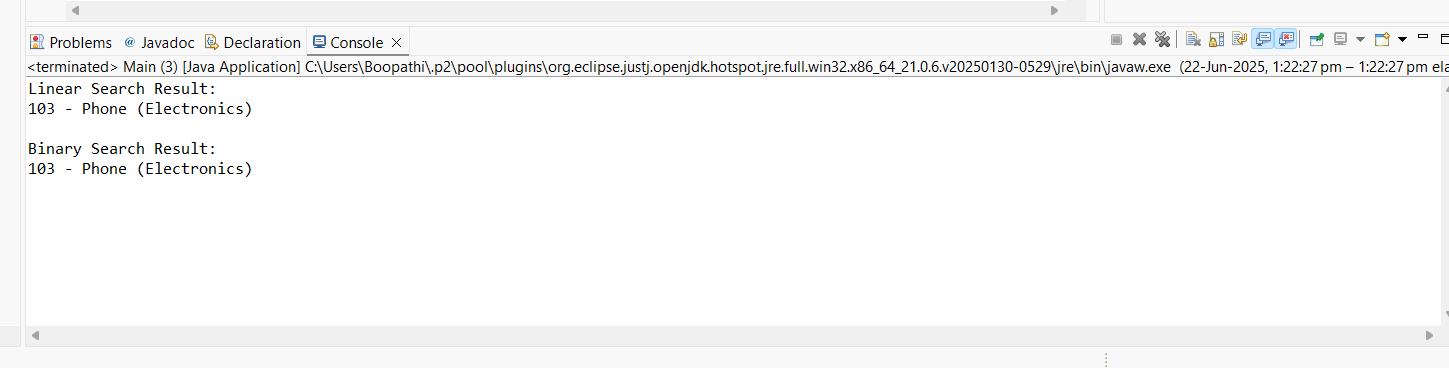 Problems @ Javadoc Declaration Console
<terminated> Main (3) [Java Application] C:\Users\Boopathi\.p2\pool\plugins\org.eclipse.justj.openjdk.hotspot.jre.full.win32.x86_64_21.0.6.v20250130-0529\jre\bin\javaw.exe (22-Jun-2025, 1:22:27 pm – 1:22:27 pm ela
Linear Search Result:
103 - Phone (Electronics)
Binary Search Result:
103 - Phone (Electronics)